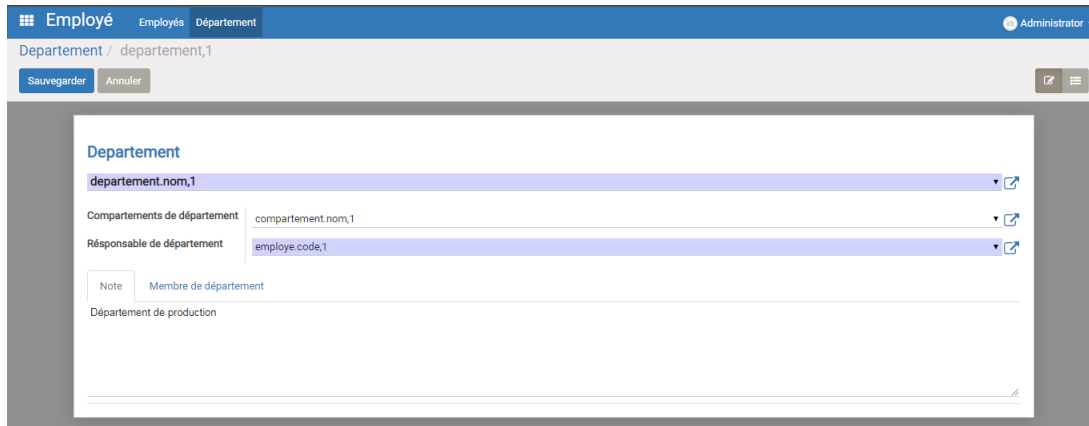 Employé Employés Département Administrator
Departement / departement,1
Sauvegarder Annuler
Departement
departement.nom,1
Compartements de département compartement.nom,1
Résponsable de département employe.code,1
Note Membre de département
Département de production